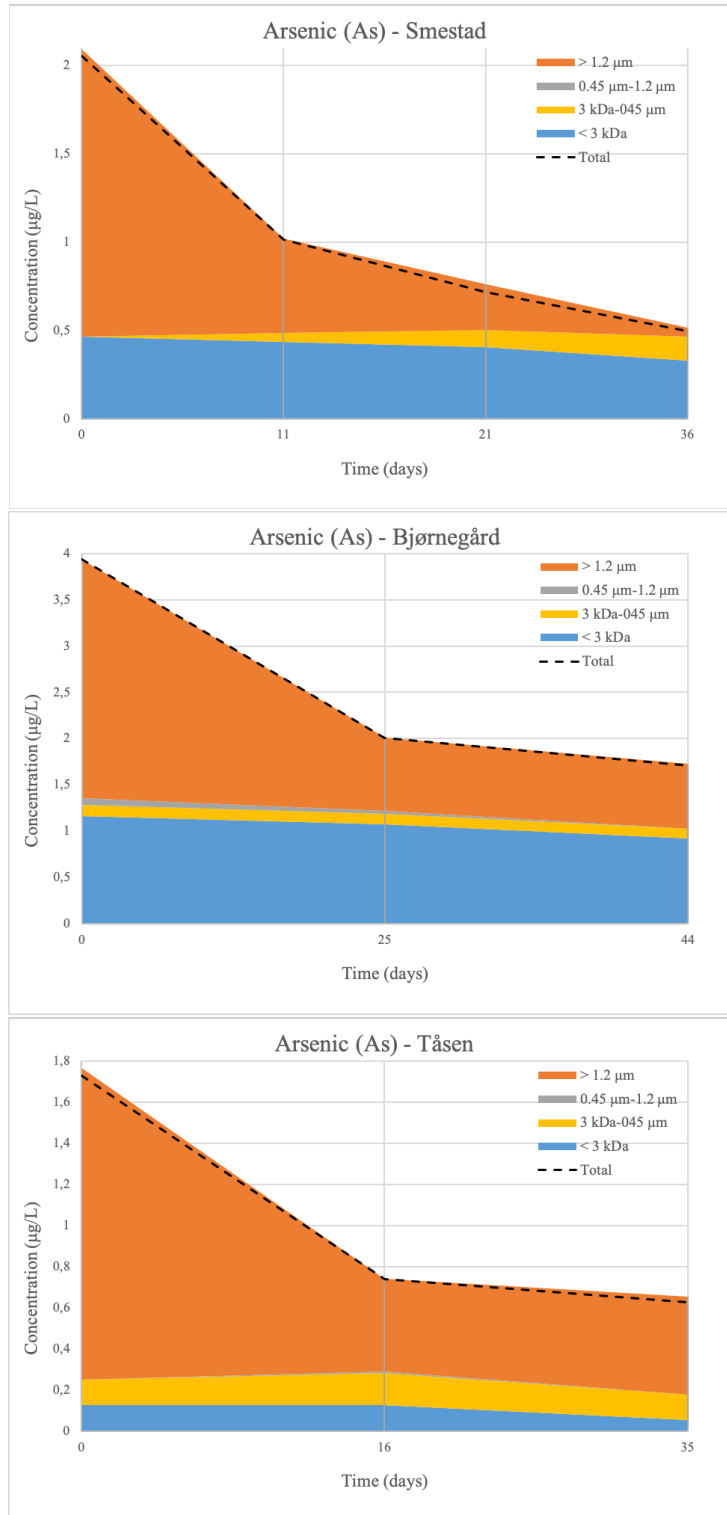 Arsenic (As) - Smestad
> 1.2 µm
0.45 µm-1.2 µm
3 kDa-045 µm
< 3 kDa
Total
2
1,5
1
0,5
0
Concentration (µg/L)
0
11
21
36
Time (days)
Arsenic (As) - Bjørnegård
> 1.2 µm
0.45 µm-1.2 µm
3 kDa-045 µm
< 3 kDa
Total
4
3,5
3
2,5
2
1,5
1
0,5
0
Concentration (µg/L)
0
25
44
Time (days)
Arsenic (As) - Tåsen
> 1.2 µm
0.45 µm-1.2 µm
3 kDa-045 µm
< 3 kDa
Total
1,8
1,6
1,4
1,2
1
0,8
0,6
0,4
0,2
0
Concentration (µg/L)
0
16
35
Time (days)